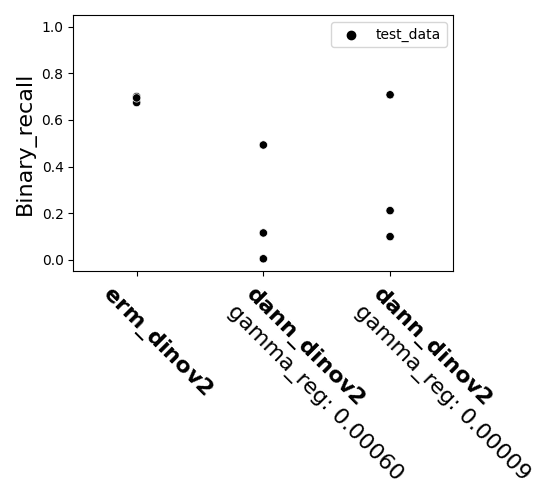 1.0
0.8
0.6
0.4
0.2
0.0
Binary_recall
test_data
erm_dinov2
dann_dinov2
gamma_reg: 0.00060
dann_dinov2
gamma_reg: 0.00009